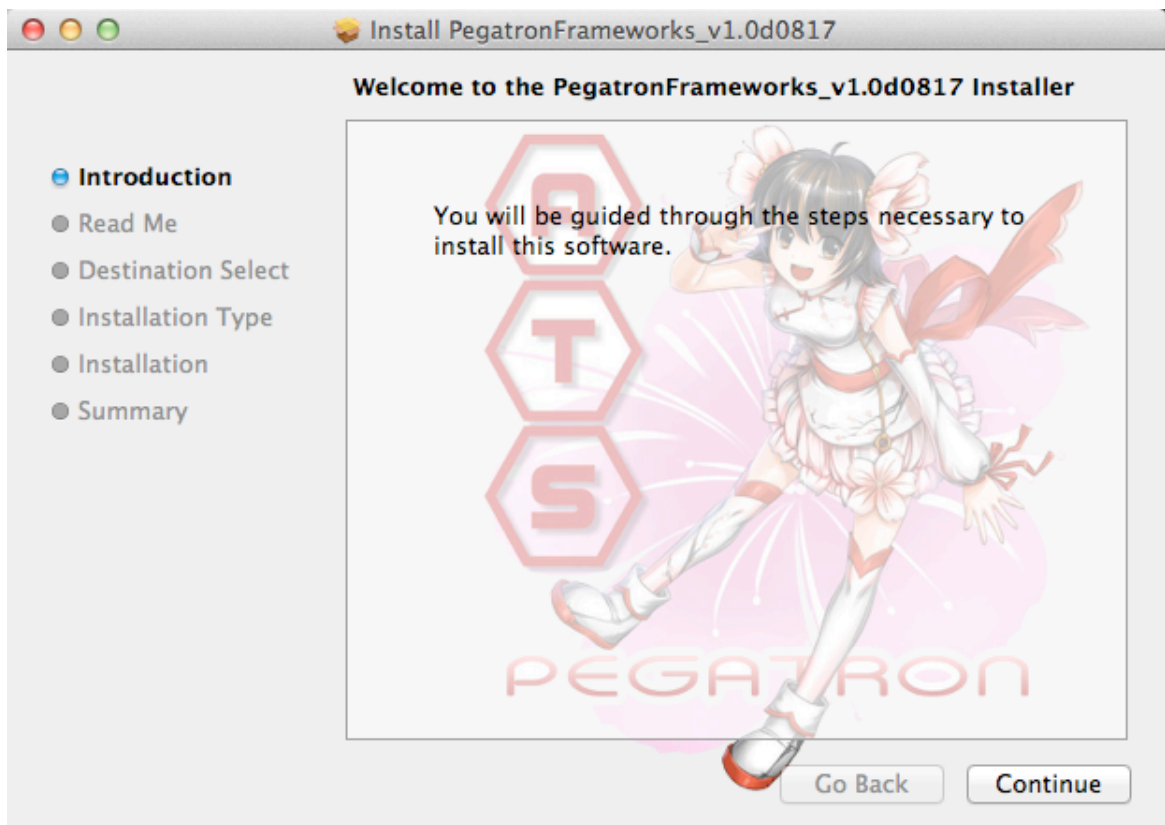 Install PegatronFrameworks_v1.0d0817
Welcome to the PegatronFrameworks_v1.0d0817 Installer
Introduction
Read Me
Destination Select
Installation Type
Installation
Summary
You will be guided through the steps necessary to
install this software.
A
T
S
PEGATRON
Go Back
Continue